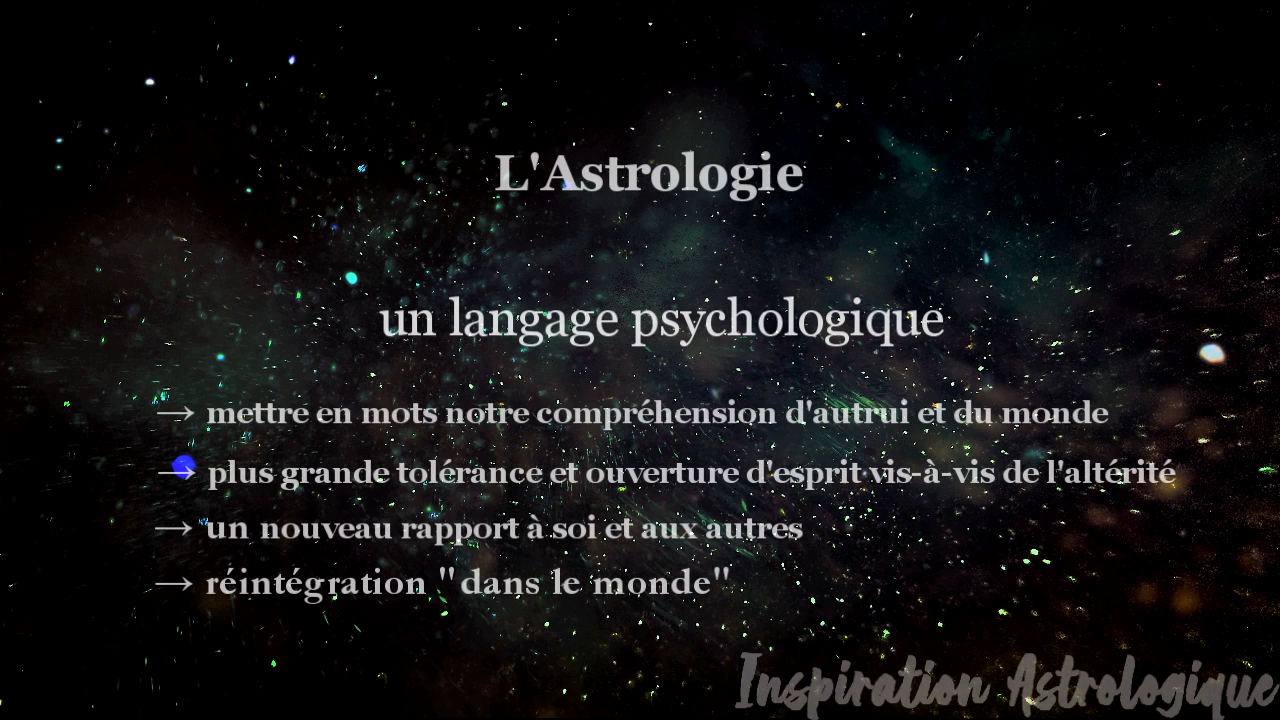 L'Astrologie
un langage psychologique
→ mettre en mots notre compréhension d'autrui et du monde
→ plus grande tolérance et ouverture d'esprit vis-à-vis de l'altérité
→ un nouveau rapport à soi et aux autres
→ réintégration "dans le monde"
Inspiration Astrologique